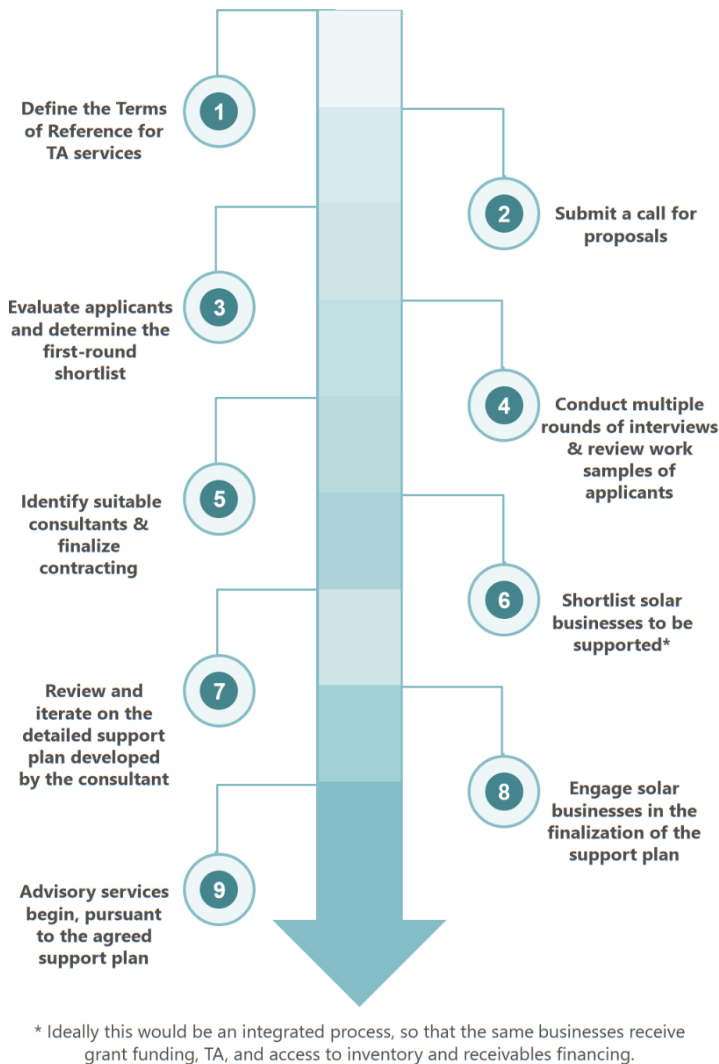 1
Define the Terms
of Reference for
TA services
2
Submit a call for
proposals
3
Evaluate applicants
and determine the
first-round
shortlist
4
Conduct multiple
rounds of interviews
& review work
samples of
applicants
5
Identify suitable
consultants &
finalize
contracting
6
Shortlist solar
businesses to be
supported*
7
Review and
iterate on the
detailed support
plan developed
by the consultant
8
Engage solar
businesses in the
finalization of the
support plan
9
Advisory services
begin, pursuant
to the agreed
support plan
* Ideally this would be an integrated process, so that the same businesses receive
grant funding, TA, and access to inventory and receivables financing.